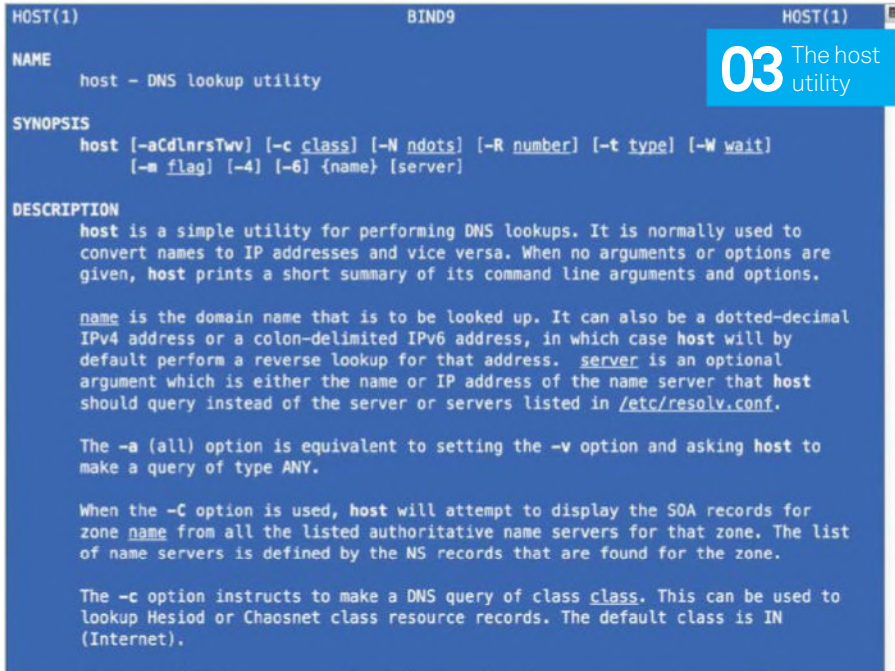 HOST(1) BIND9 HOST(1)
03 The host
utility
NAME
host – DNS lookup utility
SYNOPSIS
host [-aCdlnrsTwv] [-c class] [-N ndots] [-R number] [-t type] [-W wait]
[-m flag] [-4] [-6] {name} [server]
DESCRIPTION
host is a simple utility for performing DNS lookups. It is normally used to
convert names to IP addresses and vice versa. When no arguments or options are
given, host prints a short summary of its command line arguments and options.
name is the domain name that is to be looked up. It can also be a dotted-decimal
IPv4 address or a colon-delimited IPv6 address, in which case host will by
default perform a reverse lookup for that address. server is an optional
argument which is either the name or IP address of the name server that host
should query instead of the server or servers listed in /etc/resolv.conf.
The -a (all) option is equivalent to setting the -v option and asking host to
make a query of type ANY.
When the -C option is used, host will attempt to display the SOA records for
zone name from all the listed authoritative name servers for that zone. The list
of name servers is defined by the NS records that are found for the zone.
The -c option instructs to make a DNS query of class class. This can be used to
lookup Hesiod or Chaosnet class resource records. The default class is IN
(Internet).